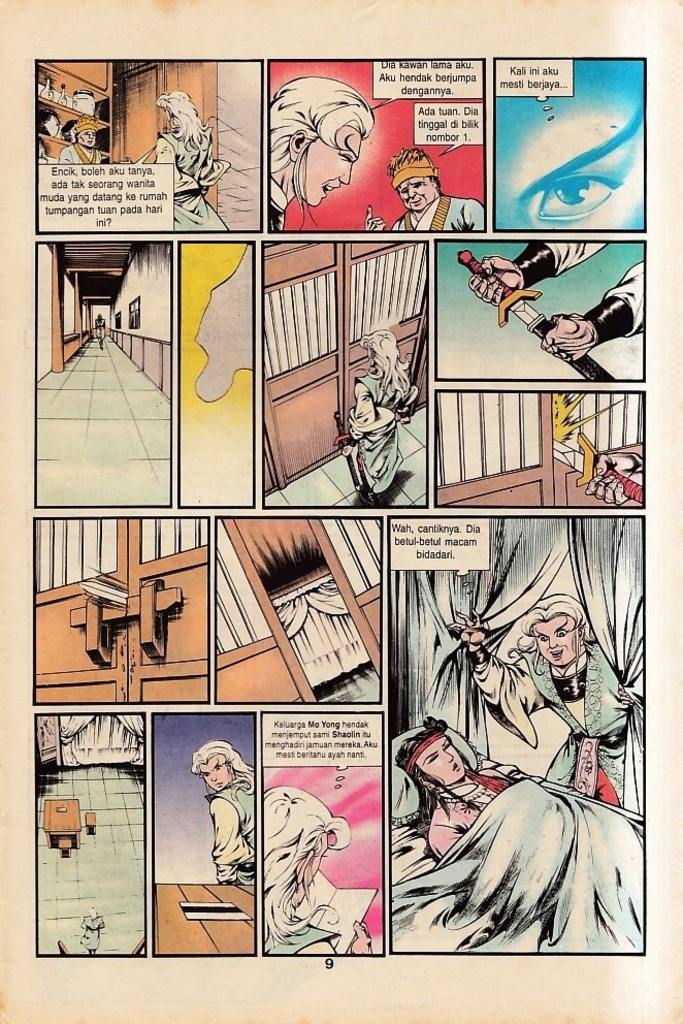 Encik, boleh aku tanya,
ada tak seorang wanita
muda yang datang ke rumah
tumpangan tuan pada hari
ini?
Dia kawan lama aku.
Aku hendak berjumpa
dengannya.
Ada tuan. Dia
tinggal di bilik
nombor 1.
Kali ini aku
mesti berjaya...
Wah, cantiknya. Dia
betul-betul macam
bidadari.
Keluarga Mo Yong hendak
menjemput sami Shaolin itu
menghadiri jamuan mereka. Aku
mesti beritahu ayah nanti.
9